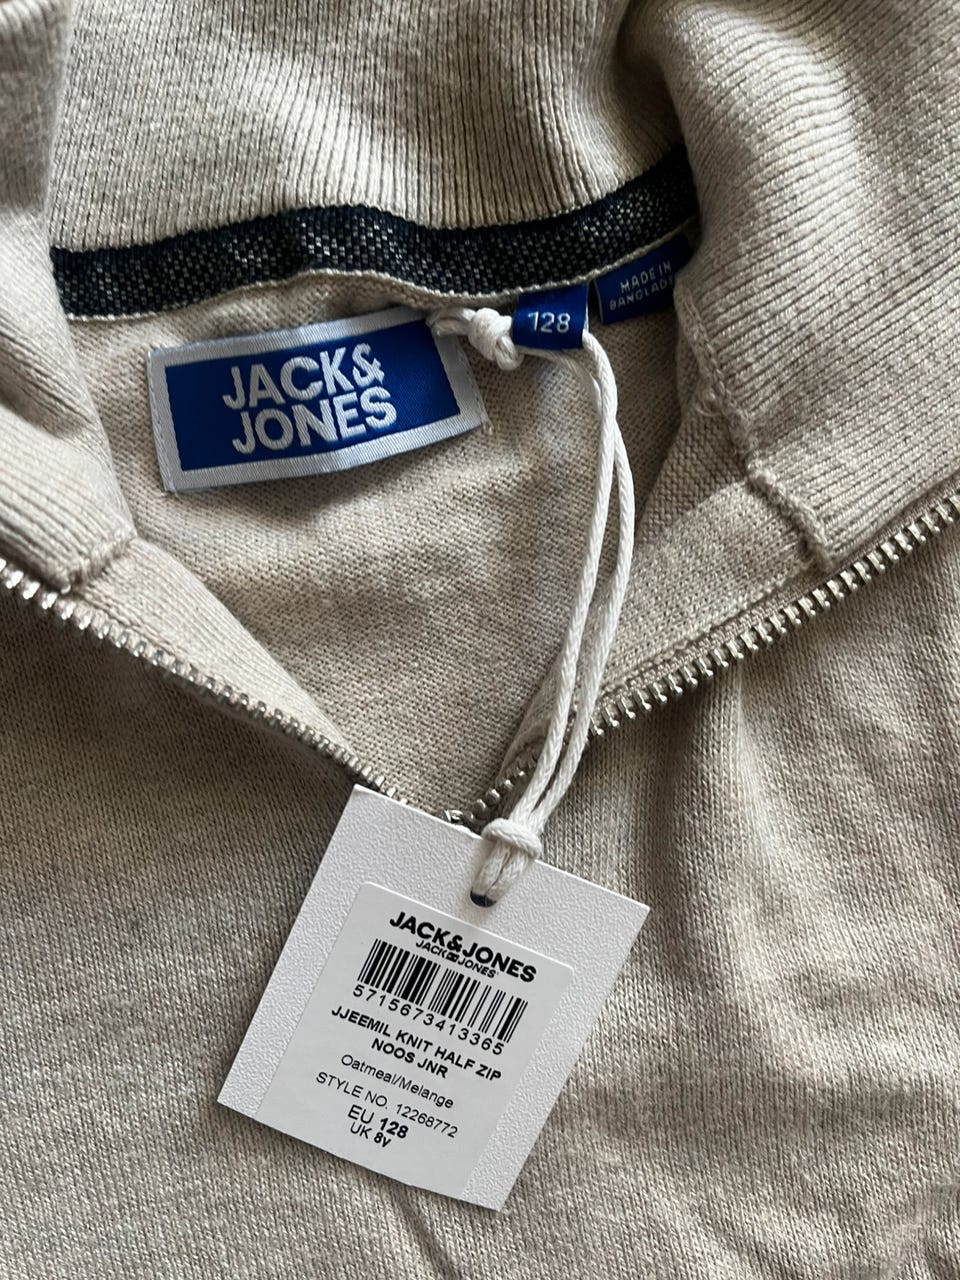 MADE IN
128
JACK&
JONES
JACK&JONES
JACK&JONES
5715673413365
JJEEMIL KNIT HALF ZIP
NOOS JNR
Oatmeal/Melange
STYLE NO. 12268772
EU 128
UK 8y